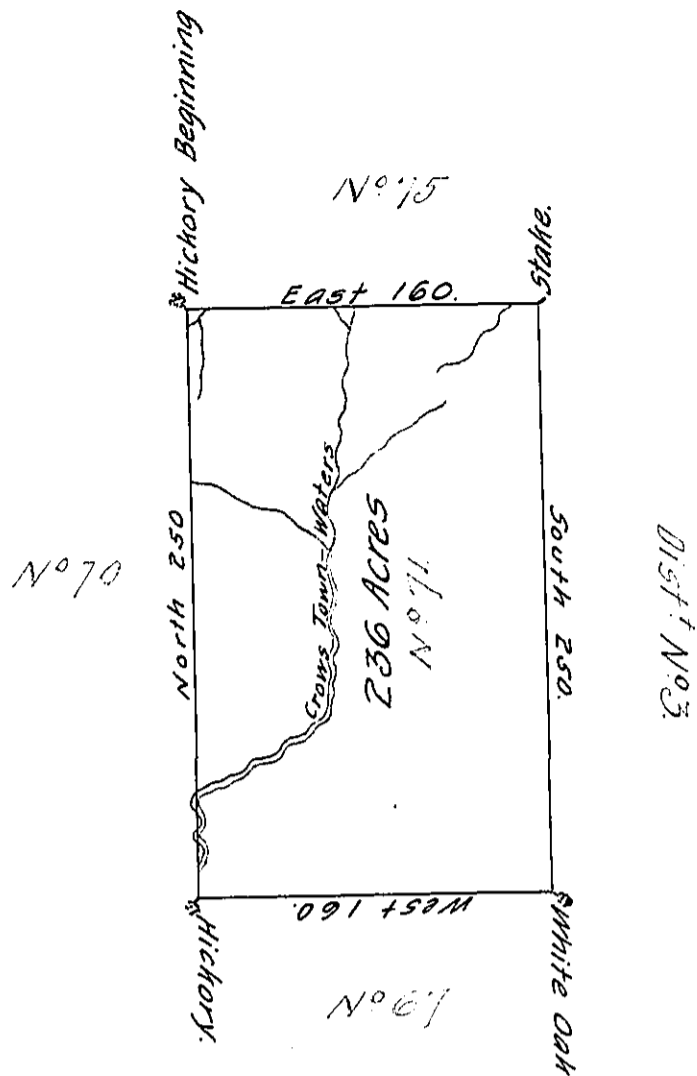 Hickory Beginning
Nº 75
Stake.
East 160.
Nº 70
North 250
Crows Town-Waters
236 Acres
Nº 71
South 250.
Dist.t Nº 3.
West 160.
Hickory.
White Oak
Nº